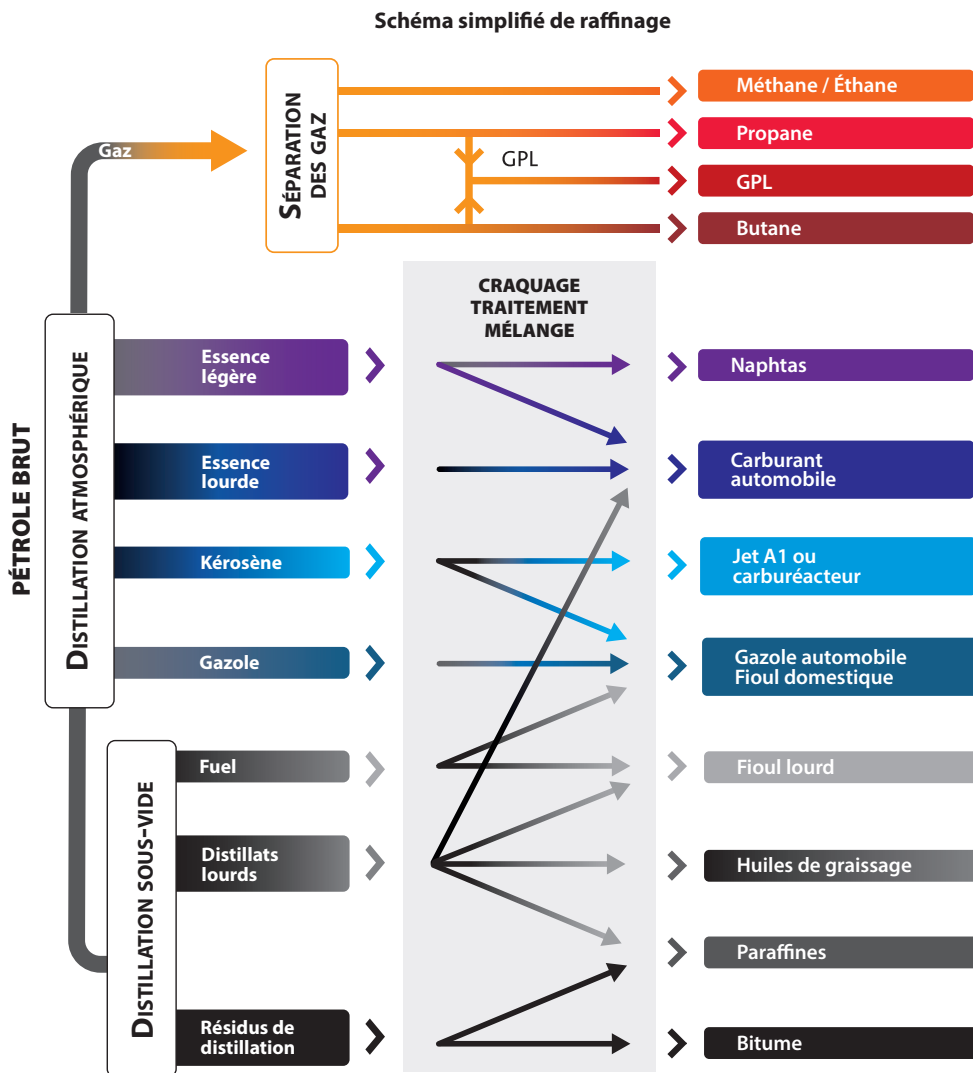 Schéma simplifié de raffinage
Gaz
SÉPARATION
DES GAZ
GPL
Méthane / Éthane
Propane
GPL
Butane
PÉTROLE BRUT
DISTILLATION ATMOSPHÉRIQUE
CRAQUAGE
TRAITEMENT
MÉLANGE
Essence
légère
Naphtas
Essence
lourde
Carburant
automobile
Kérosène
Jet A1 ou
carburéacteur
Gazole
Gazole automobile
Fioul domestique
DISTILLATION SOUS-VIDE
Fuel
Fioul lourd
Distillats
lourds
Huiles de graissage
Paraffines
Résidus de
distillation
Bitume